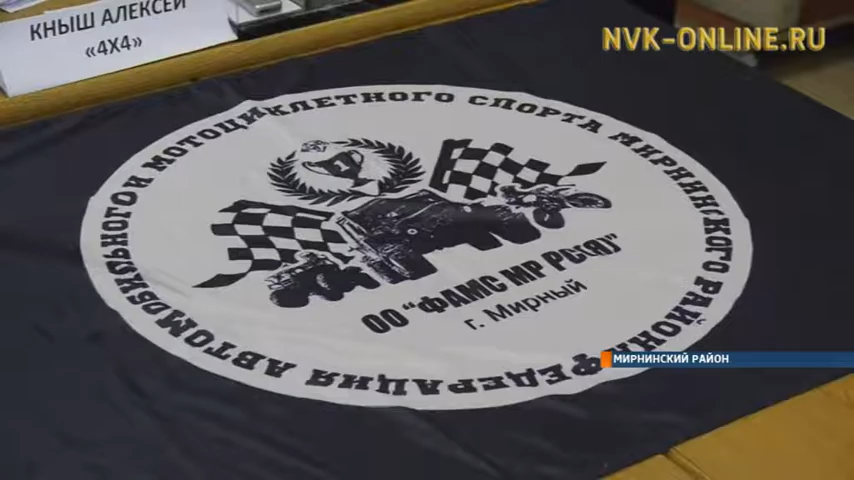 КНЫШ АЛЕКСЕЙ
«4Х4»
NVK-ONLINE.RU
ФЕДЕРАЦИЯ АВТОМОБИЛЬНОГО И МОТОЦИКЛЕТНОГО СПОРТА МИРНИНСКОГО РАЙОНА
1
ОО "ФАМС МР РС(Я)"
г. Мирный
МИРНИНСКИЙ РАЙОН